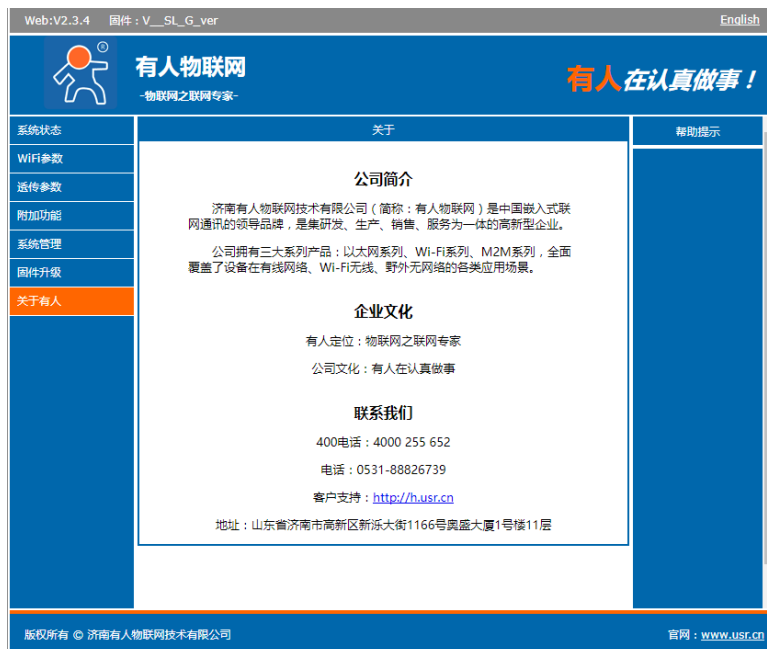 Web:V2.3.4 固件：V__SL_G_ver English
®
有人物联网
-物联网之联网专家-
有人在认真做事！
系统状态
WiFi参数
透传参数
附加功能
系统管理
固件升级
关于有人
关于
公司简介
济南有人物联网技术有限公司（简称：有人物联网）是中国嵌入式联
网通讯的领导品牌，是集研发、生产、销售、服务为一体的高新型企业。
公司拥有三大系列产品：以太网系列、Wi-Fi系列、M2M系列，全面
覆盖了设备在有线网络、Wi-Fi无线、野外无网络的各类应用场景。
企业文化
有人定位：物联网之联网专家
公司文化：有人在认真做事
联系我们
400电话：4000 255 652
电话：0531-88826739
客户支持：http://h.usr.cn
地址：山东省济南市高新区新泺大街1166号奥盛大厦1号楼11层
帮助提示
版权所有 © 济南有人物联网技术有限公司 官网：www.usr.cn